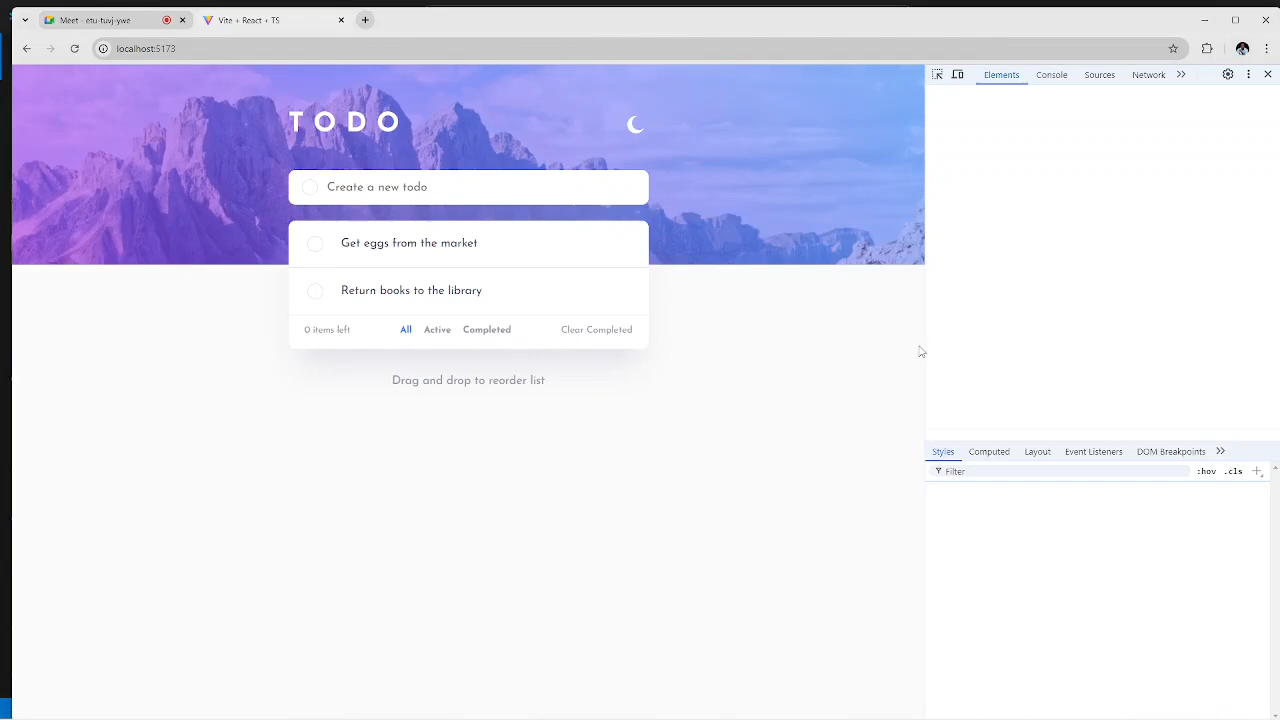 Meet - etu-tuvj-ywe
Vite + React + TS
localhost:5173
TODO
Create a new todo
Get eggs from the market
Return books to the library
0 items left
All
Active
Completed
Clear Completed
Drag and drop to reorder list
Elements
Console
Sources
Network
Styles
Computed
Layout
Event Listeners
DOM Breakpoints
Filter
:hov
.cls